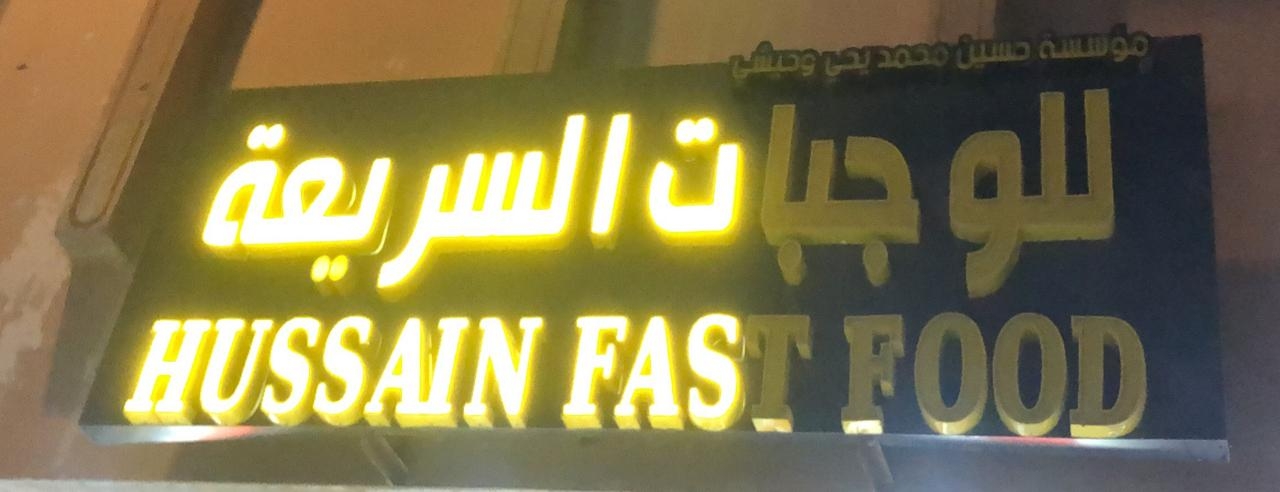 مؤسسة حسين محمد يحي وحيشي
للوجبات السريعة
HUSSAIN FAST FOOD